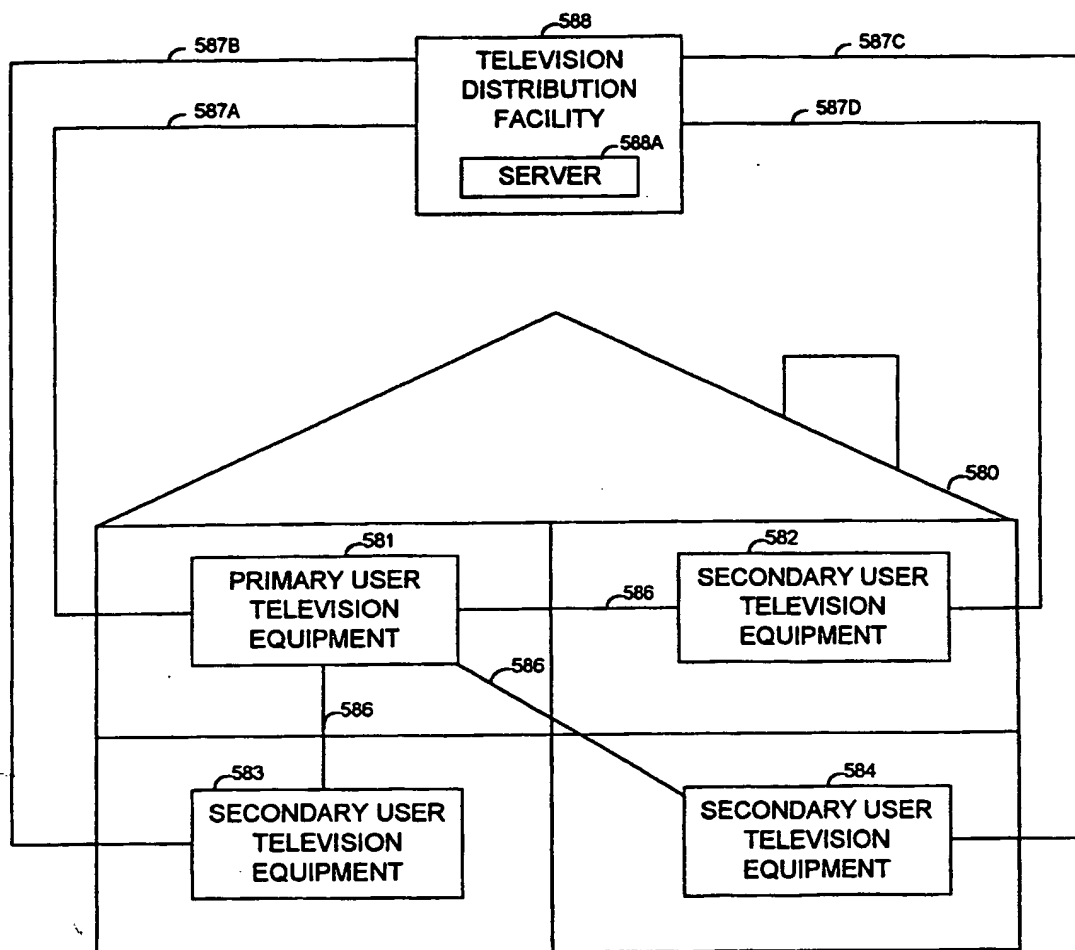 588
587B
587C
TELEVISION
DISTRIBUTION
FACILITY
587A
587D
588A
SERVER
580
581
582
PRIMARY USER
TELEVISION
EQUIPMENT
586
SECONDARY USER
TELEVISION
EQUIPMENT
586
586
583
584
SECONDARY USER
TELEVISION
EQUIPMENT
SECONDARY USER
TELEVISION
EQUIPMENT